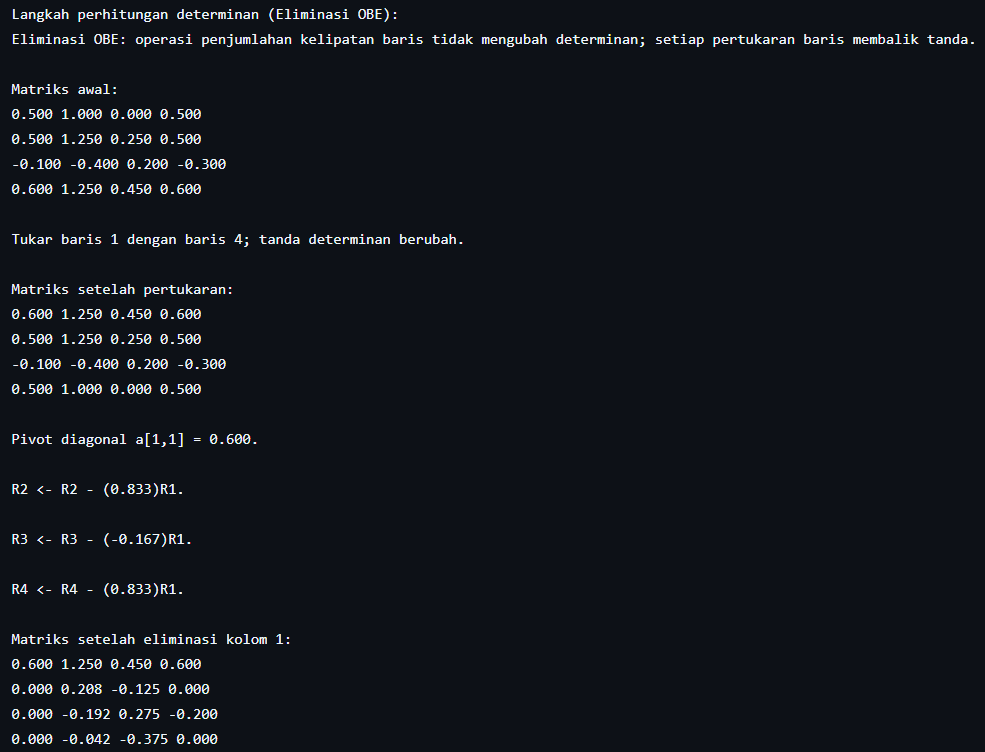 Langkah perhitungan determinan (Eliminasi OBE):
Eliminasi OBE: operasi penjumlahan kelipatan baris tidak mengubah determinan; setiap pertukaran baris membalik tanda.
Matriks awal:
0.500 1.000 0.000 0.500
0.500 1.250 0.250 0.500
-0.100 -0.400 0.200 -0.300
0.600 1.250 0.450 0.600
Tukar baris 1 dengan baris 4; tanda determinan berubah.
Matriks setelah pertukaran:
0.600 1.250 0.450 0.600
0.500 1.250 0.250 0.500
-0.100 -0.400 0.200 -0.300
0.500 1.000 0.000 0.500
Pivot diagonal a[1,1] = 0.600.
R2 <- R2 - (0.833)R1.
R3 <- R3 - (-0.167)R1.
R4 <- R4 - (0.833)R1.
Matriks setelah eliminasi kolom 1:
0.600 1.250 0.450 0.600
0.000 0.208 -0.125 0.000
0.000 -0.192 0.275 -0.200
0.000 -0.042 -0.375 0.000